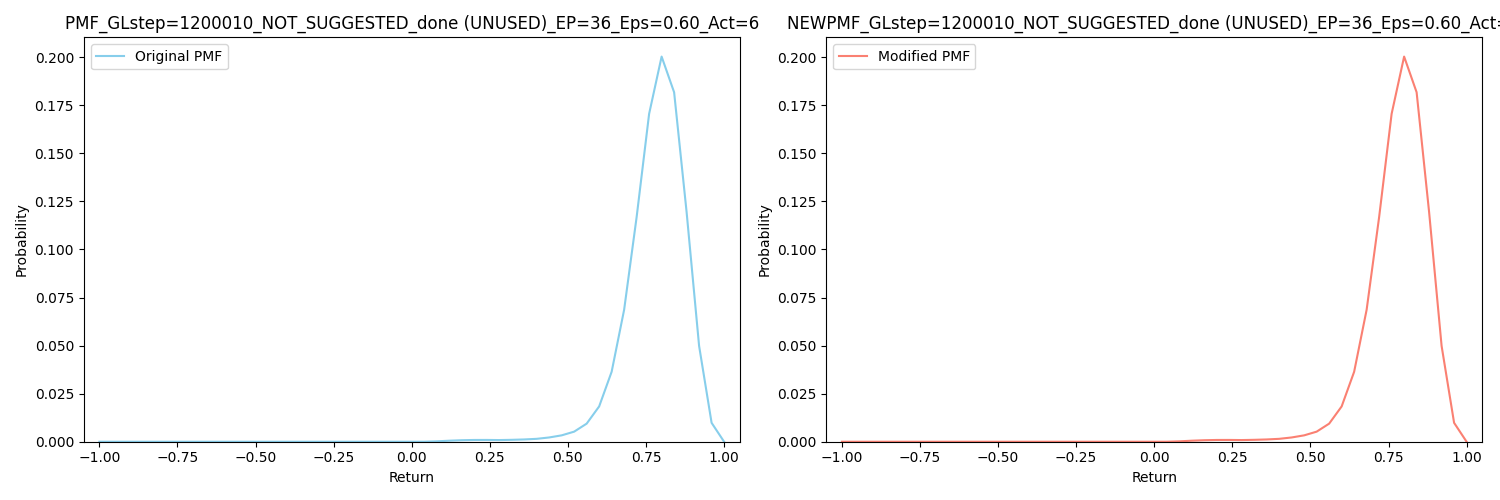 PMF_GLstep=1200010_NOT_SUGGESTED_done (UNUSED)_EP=36_Eps=0.60_Act=6
Original PMF
0.200
0.175
0.150
0.125
0.100
0.075
0.050
0.025
0.000
Probability
−1.00 −0.75 −0.50 −0.25 0.00 0.25 0.50 0.75 1.00
Return
NEWPMF_GLstep=1200010_NOT_SUGGESTED_done (UNUSED)_EP=36_Eps=0.60_Act=
Modified PMF
0.200
0.175
0.150
0.125
0.100
0.075
0.050
0.025
0.000
Probability
−1.00 −0.75 −0.50 −0.25 0.00 0.25 0.50 0.75 1.00
Return